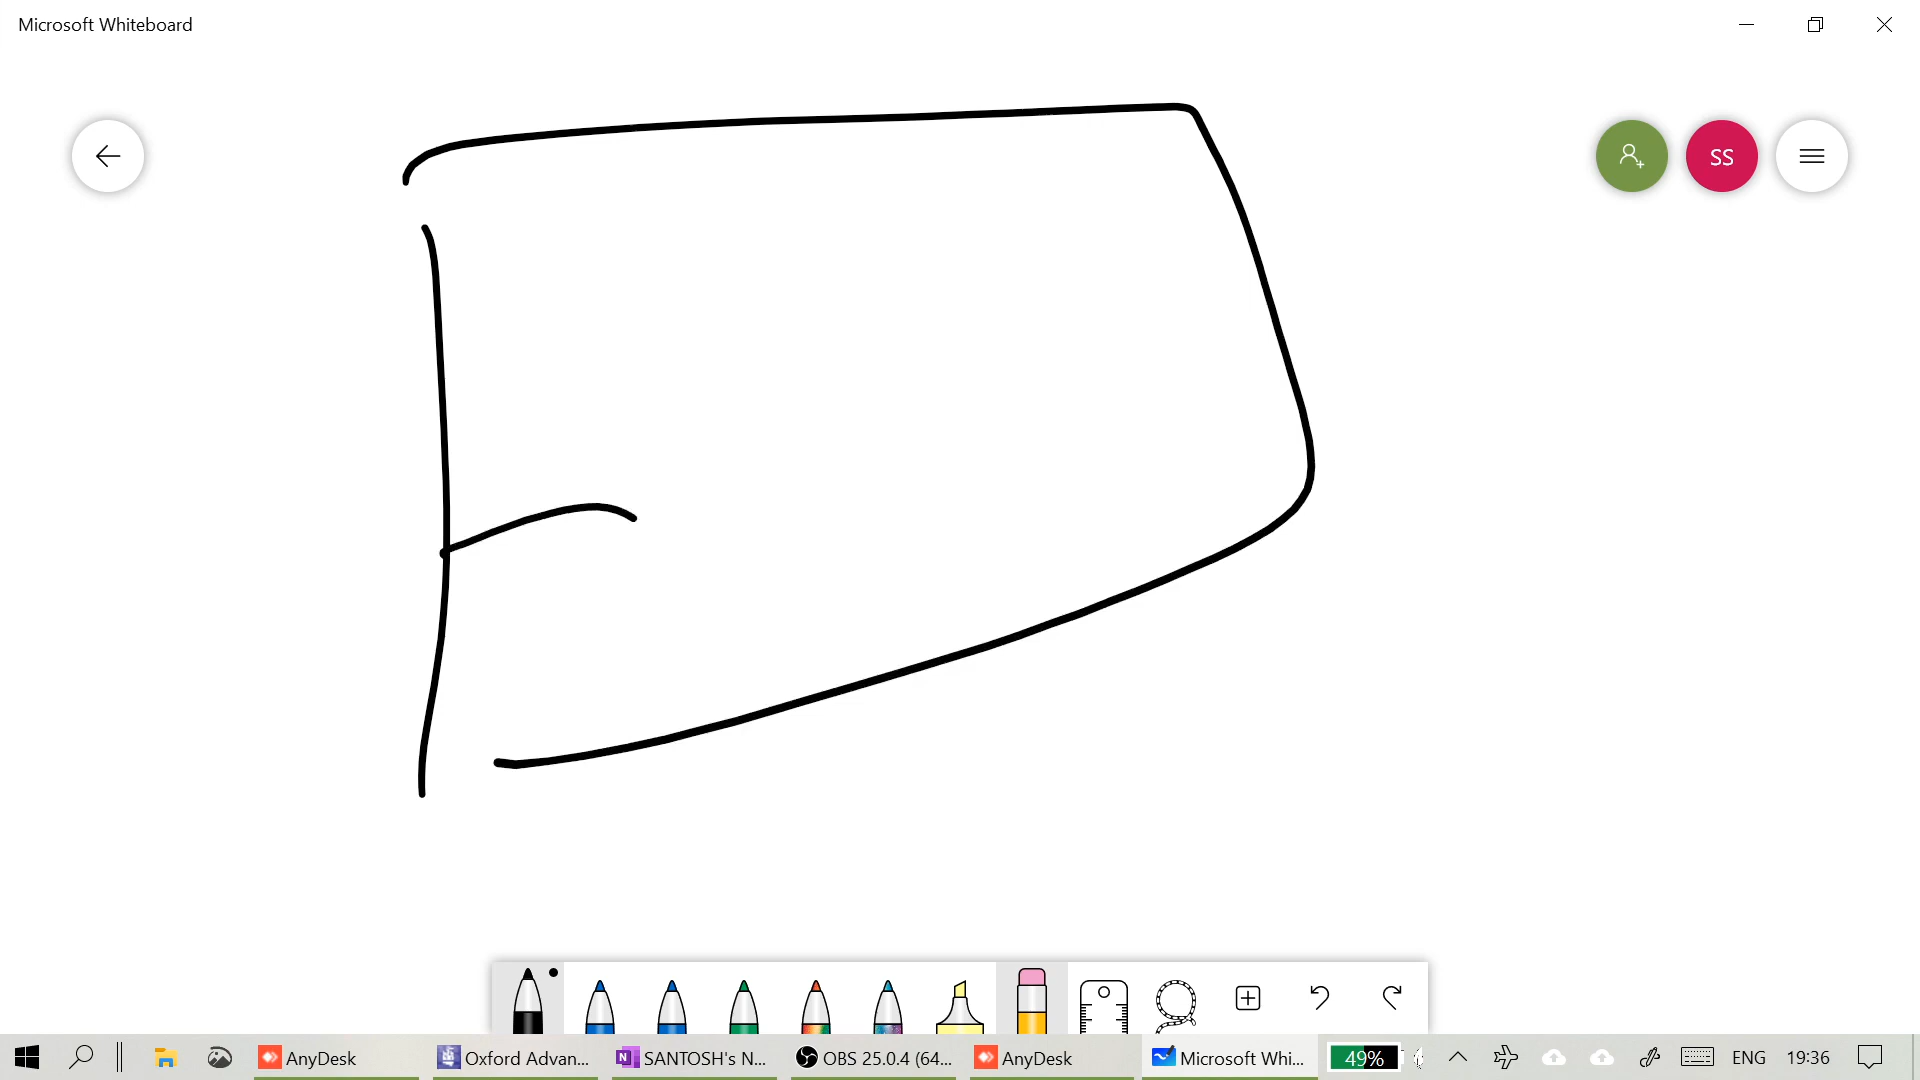 Microsoft Whiteboard
SS
AnyDesk
Oxford Advan...
SANTOSH's N...
OBS 25.0.4 (64...
AnyDesk
Microsoft Whi...
49%
ENG
19:36